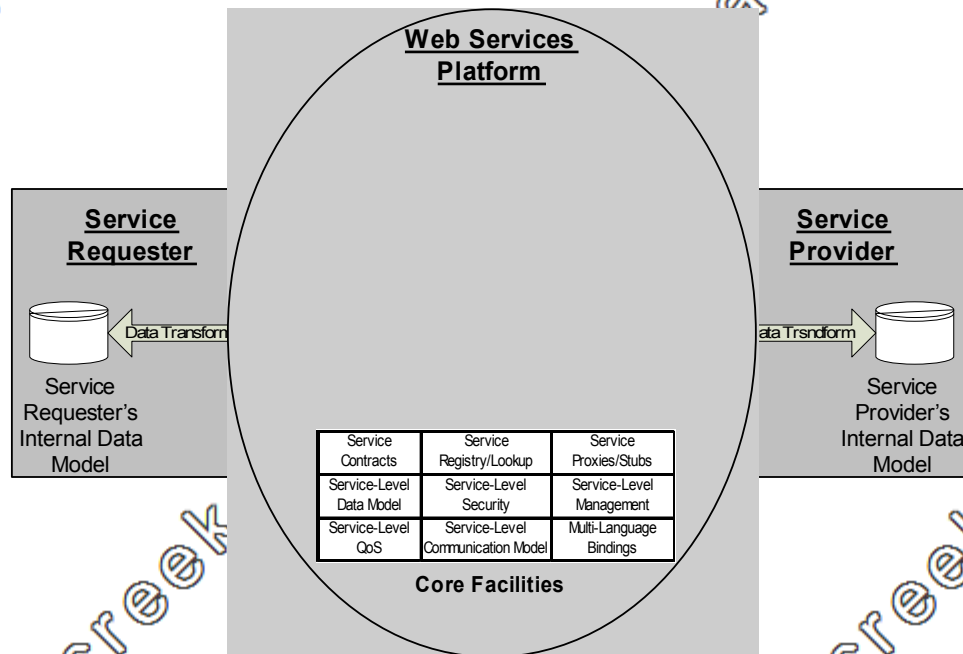 Web Services
Platform
Service
Requester
Service
Provider
Data Transform
ata Trsndform
Service
Requester's
Internal Data
Model
Service
Provider's
Internal Data
Model
Service
Contracts
Service
Registry/Lookup
Service
Proxies/Stubs
Service-Level
Data Model
Service-Level
Security
Service-Level
Management
Service-Level
QoS
Service-Level
Communication Model
Multi-Language
Bindings
Core Facilities